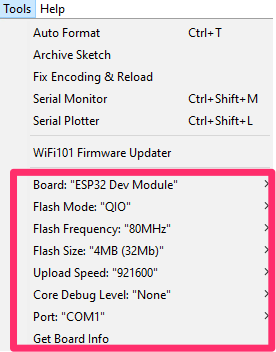 Tools Help
Auto Format Ctrl+T
Archive Sketch
Fix Encoding & Reload
Serial Monitor Ctrl+Shift+M
Serial Plotter Ctrl+Shift+L
WiFi101 Firmware Updater
Board: "ESP32 Dev Module"
Flash Mode: "QIO"
Flash Frequency: "80MHz"
Flash Size: "4MB (32Mb)"
Upload Speed: "921600"
Core Debug Level: "None"
Port: "COM1"
Get Board Info